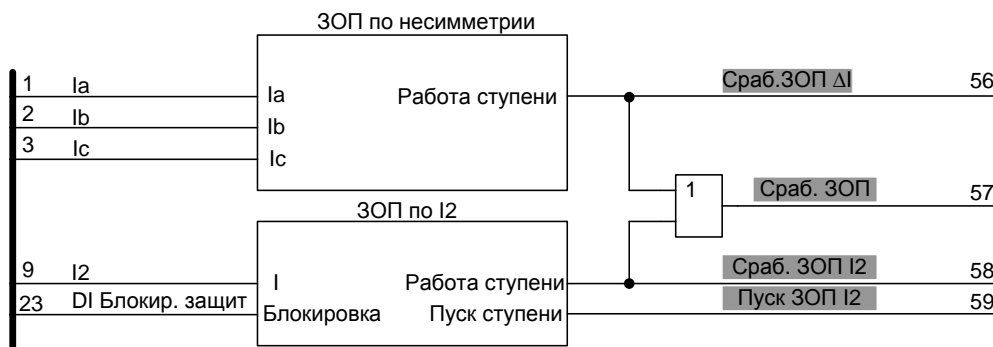 ЗОП по несимметрии
1 Ia Ia Работа ступени Сраб.ЗОП ΔI 56
2 Ib Ib
3 Ic Ic
1 Сраб. ЗОП 57
ЗОП по I2
9 I2 I Работа ступени Сраб. ЗОП I2 58
23 DI Блокир. защит Блокировка Пуск ступени Пуск ЗОП I2 59